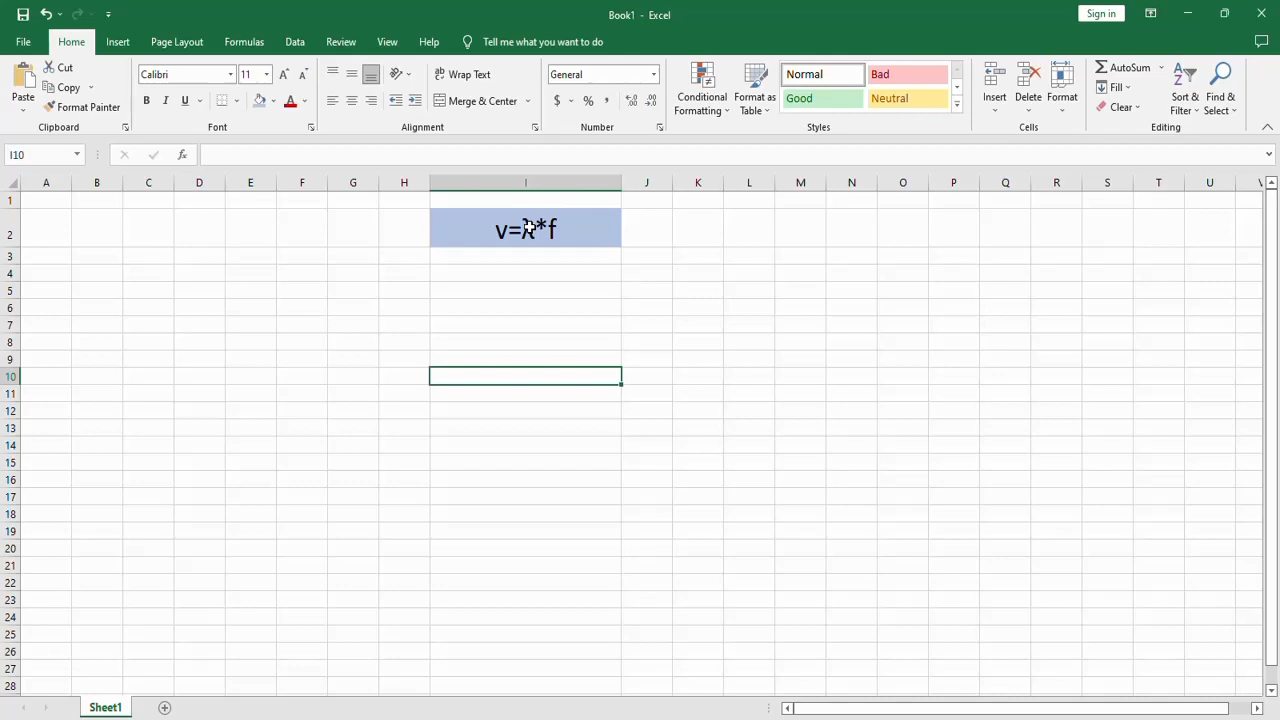 Book1 - Excel
Sign in
File Home Insert Page Layout Formulas Data Review View Help Tell me what you want to do
Paste
Cut
Copy
Format Painter
Clipboard
Calibri 11
B I U
Font
Wrap Text
Merge & Center
Alignment
General
$ % ,
Number
Conditional Formatting
Format as Table
Normal Bad
Good Neutral
Styles
Insert Delete Format
Cells
AutoSum
Fill
Clear
Sort & Filter
Find & Select
Editing
I10
fx
A B C D E F G H I J K L M N O P Q R S T U V
1
2 v=λ*f
3
4
5
6
7
8
9
10
11
12
13
14
15
16
17
18
19
20
21
22
23
24
25
26
27
28
Sheet1